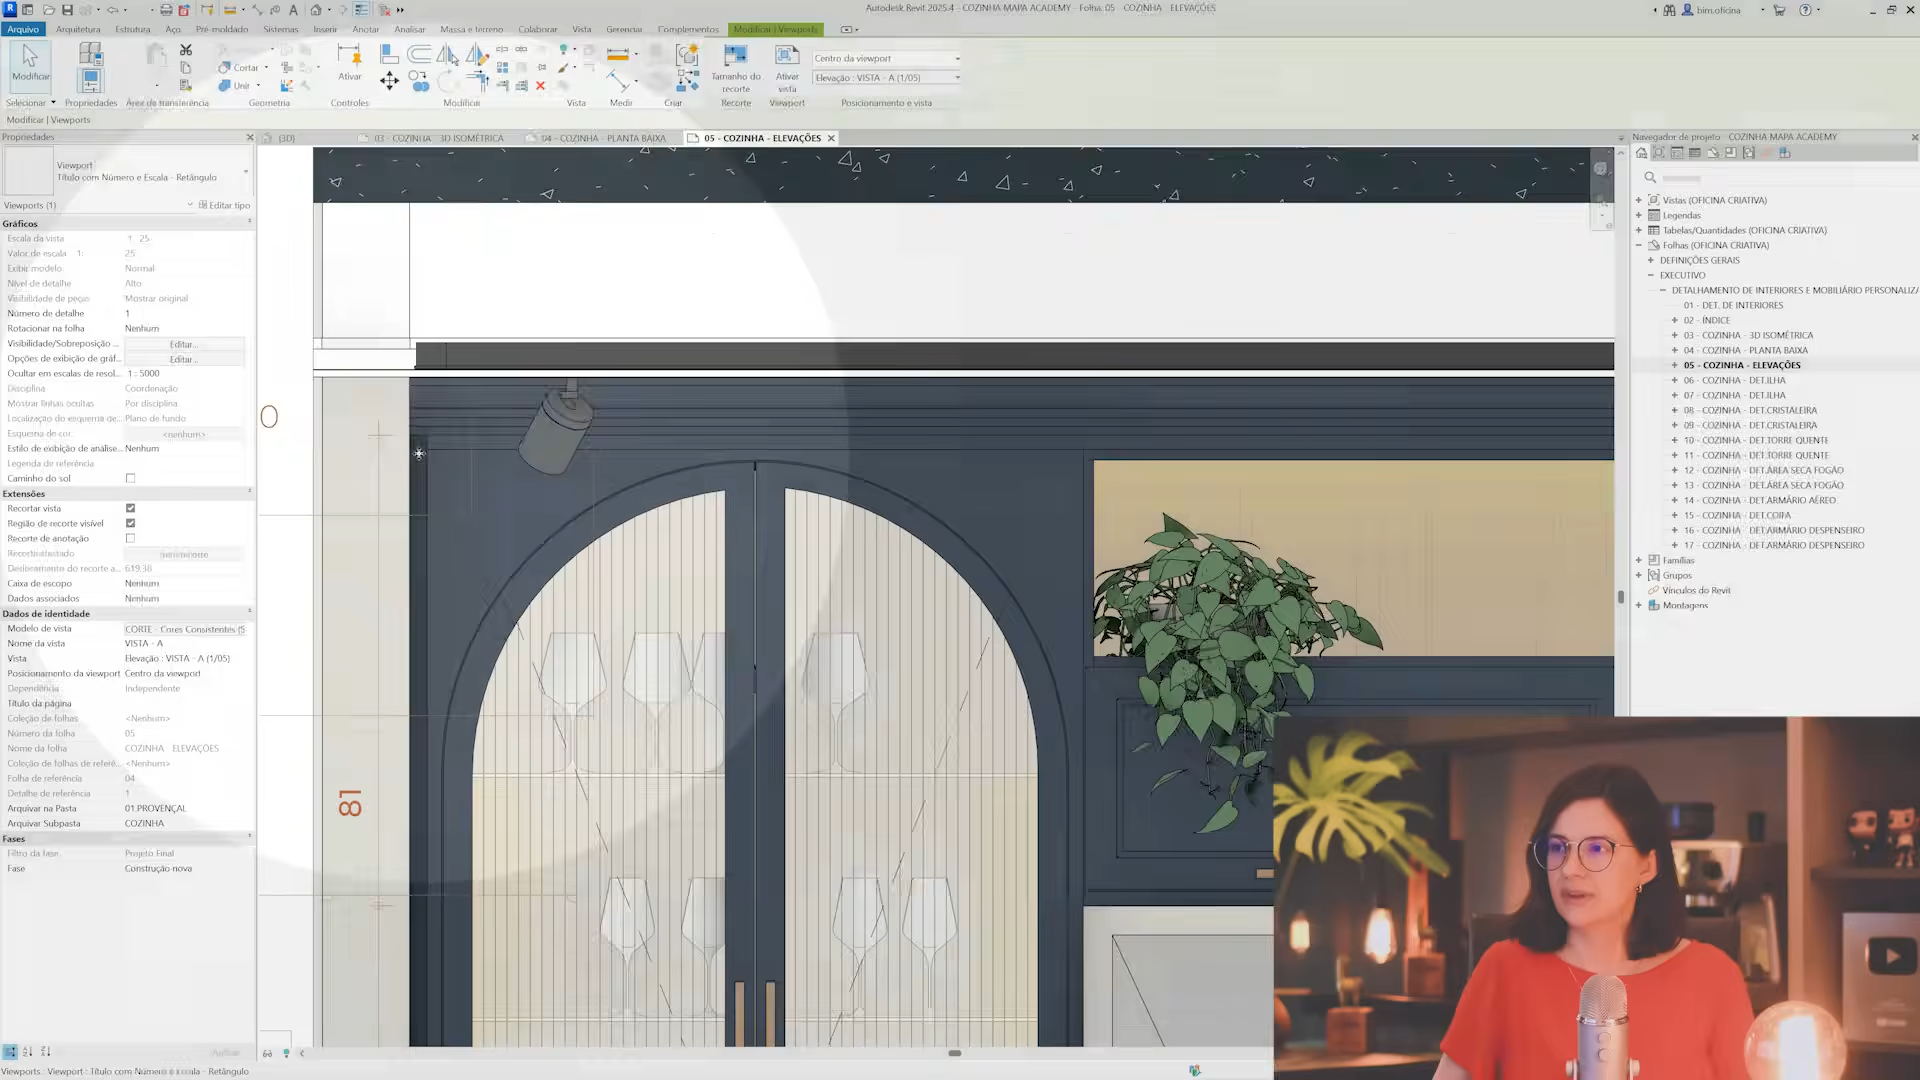 Autodesk Revit 2025.4 - COZINHA MAPA ACADEMY - Folha: 05 - COZINHA ELEVAÇÕES
bim.oficina
Arquivo Arquitetura Estrutura Aço Pré-moldado Sistemas Inserir Anotar Analisar Massa e terreno Colaborar Vista Gerenciar Complementos Modificar | Viewports
Modificar
Propriedades
Cortar
Unir
Ativar
Tamanho do recorte
Ativar vista
Centro da viewport
Elevação : VISTA - A (1/05)
Selecionar Propriedades Área de transferência Geometria Controles Modificar Vista Medir Criar Recorte Viewport Posicionamento e vista
Modificar | Viewports
Propriedades
Viewport
Título com Número e Escala - Retângulo
Viewports (1)
Editar tipo
Gráficos
Escala da vista 1 : 25
Valor de escala 1: 25
Exibir modelo Normal
Nível de detalhe Alto
Visibilidade de peças Mostrar original
Número de detalhe 1
Rotacionar na folha Nenhum
Visibilidade/Sobreposição ... Editar...
Opções de exibição de gráf... Editar...
Ocultar em escalas de resol... 1 : 5000
Disciplina Coordenação
Mostrar linhas ocultas Por disciplina
Localização do esquema de... Plano de fundo
Esquema de cor <nenhum>
Estilo de exibição de análise... Nenhum
Legenda de referência
Caminho do sol
Extensões
Recortar vista
Região de recorte visível
Recorte de anotação
Deslocamento do recorte a... 619.38
Caixa de escopo Nenhum
Dados associados Nenhum
Dados de identidade
Modelo de vista CORTE - Cores Consistentes (S
Nome da vista VISTA - A
Vista Elevação : VISTA - A (1/05)
Posicionamento da viewport Centro da viewport
Dependência Independente
Título da página
Coleção de folhas <Nenhum>
Número da folha 05
Nome da folha COZINHA ELEVAÇÕES
Coleção de folhas de referê... <Nenhum>
Folha de referência 04
Detalhe de referência 1
Arquivar na Pasta 01.PROVENÇAL
Arquivar Subpasta COZINHA
Fases
Filtro da fase Projeto Final
Fase Construção nova
Aplicar
Viewports : Viewport : Título com Número e Escala - Retângulo
(3D)
03 - COZINHA 3D ISOMÉTRICA
04 - COZINHA - PLANTA BAIXA
05 - COZINHA - ELEVAÇÕES
O
81
Navegador de projeto - COZINHA MAPA ACADEMY
Vistas (OFICINA CRIATIVA)
Legendas
Tabelas/Quantidades (OFICINA CRIATIVA)
Folhas (OFICINA CRIATIVA)
DEFINIÇÕES GERAIS
EXECUTIVO
DETALHAMENTO DE INTERIORES E MOBILIÁRIO PERSONALIZA
01 - DET. DE INTERIORES
02 - ÍNDICE
03 - COZINHA - 3D ISOMÉTRICA
04 - COZINHA - PLANTA BAIXA
05 - COZINHA - ELEVAÇÕES
06 - COZINHA - DET.ILHA
07 - COZINHA - DET.ILHA
08 - COZINHA - DET.CRISTALEIRA
09 - COZINHA - DET.CRISTALEIRA
10 - COZINHA - DET.TORRE QUENTE
11 - COZINHA - DET.TORRE QUENTE
12 - COZINHA - DET.ÁREA SECA FOGÃO
13 - COZINHA - DET.ÁREA SECA FOGÃO
14 - COZINHA - DET.ARMÁRIO AÉREO
15 - COZINHA - DET.COIFA
16 - COZINHA - DET.ARMÁRIO DESPENSEIRO
17 - COZINHA - DET.ARMÁRIO DESPENSEIRO
Famílias
Grupos
Vínculos do Revit
Montagens